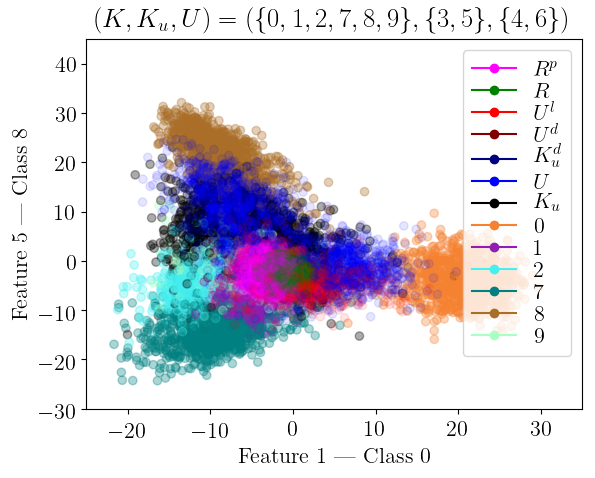 (K, K_u, U) = ({0, 1, 2, 7, 8, 9}, {3, 5}, {4, 6})
Feature 5 — Class 8
40
30
20
10
0
−10
−20
−30
−20
−10
0
10
20
30
Feature 1 — Class 0
R^p
R
U^l
U^d
K_u^d
U
K_u
0
1
2
7
8
9